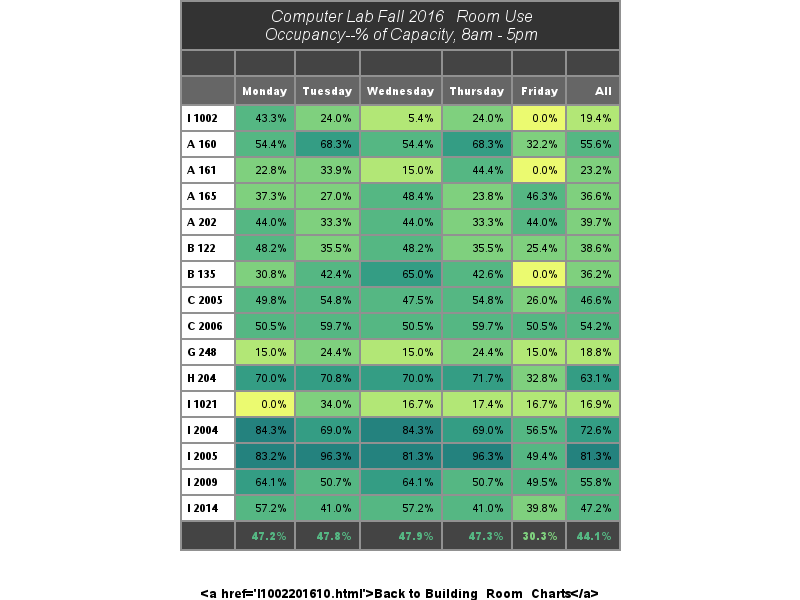 Computer Lab Fall 2016 Room Use
Occupancy--% of Capacity, 8am - 5pm
Monday Tuesday Wednesday Thursday Friday All
I 1002 43.3% 24.0% 5.4% 24.0% 0.0% 19.4%
A 160 54.4% 68.3% 54.4% 68.3% 32.2% 55.6%
A 161 22.8% 33.9% 15.0% 44.4% 0.0% 23.2%
A 165 37.3% 27.0% 48.4% 23.8% 46.3% 36.6%
A 202 44.0% 33.3% 44.0% 33.3% 44.0% 39.7%
B 122 48.2% 35.5% 48.2% 35.5% 25.4% 38.6%
B 135 30.8% 42.4% 65.0% 42.6% 0.0% 36.2%
C 2005 49.8% 54.8% 47.5% 54.8% 26.0% 46.6%
C 2006 50.5% 59.7% 50.5% 59.7% 50.5% 54.2%
G 248 15.0% 24.4% 15.0% 24.4% 15.0% 18.8%
H 204 70.0% 70.8% 70.0% 71.7% 32.8% 63.1%
I 1021 0.0% 34.0% 16.7% 17.4% 16.7% 16.9%
I 2004 84.3% 69.0% 84.3% 69.0% 56.5% 72.6%
I 2005 83.2% 96.3% 81.3% 96.3% 49.4% 81.3%
I 2009 64.1% 50.7% 64.1% 50.7% 49.5% 55.8%
I 2014 57.2% 41.0% 57.2% 41.0% 39.8% 47.2%
47.2% 47.8% 47.9% 47.3% 30.3% 44.1%
<a href='I1002201610.html'>Back to Building Room Charts</a>